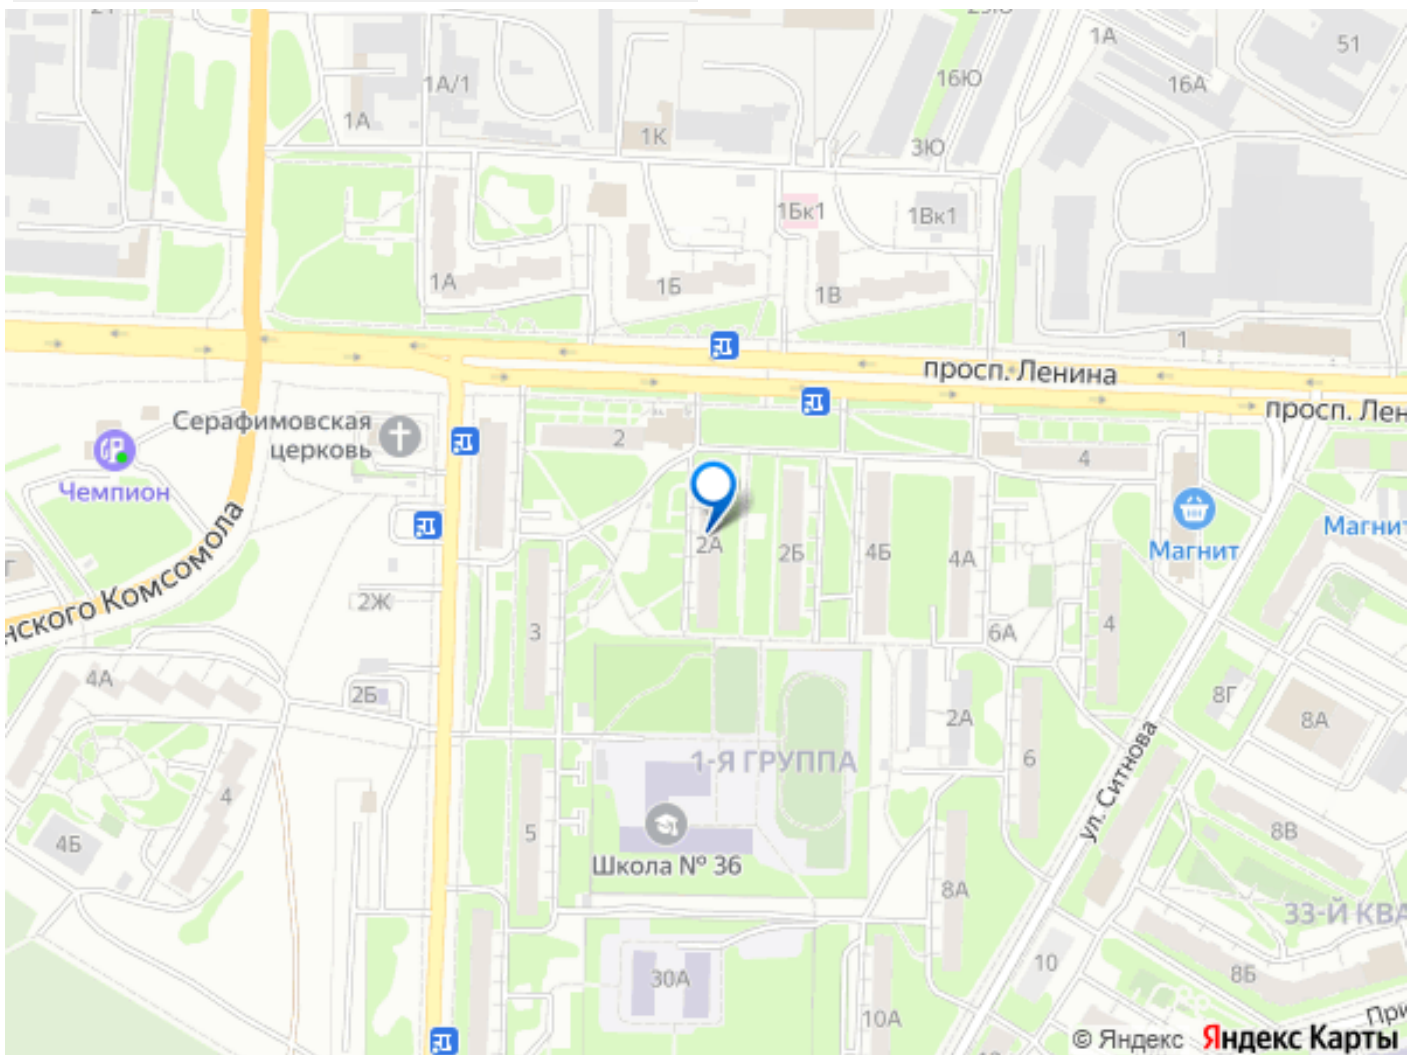 1А
51
1А/1
16Ю
16А
1А
1К
3Ю
1Бк1
1Вк1
1А
1Б
1В
1
просп. Ленина
просп. Лен
Серафимовская
церковь
2
4
Чемпион
Магнит
Магнит
2А
2Б
4Б
4А
нского Комсомола
Г
2Ж
3
6А
4
4А
2Б
8Г
8А
2А
6
1-Я ГРУППА
ул. Ситнова
4
5
8В
4Б
Школа № 36
8А
33-Й КВА
30А
10
8Б
10А
При
© Яндекс Яндекс Карты